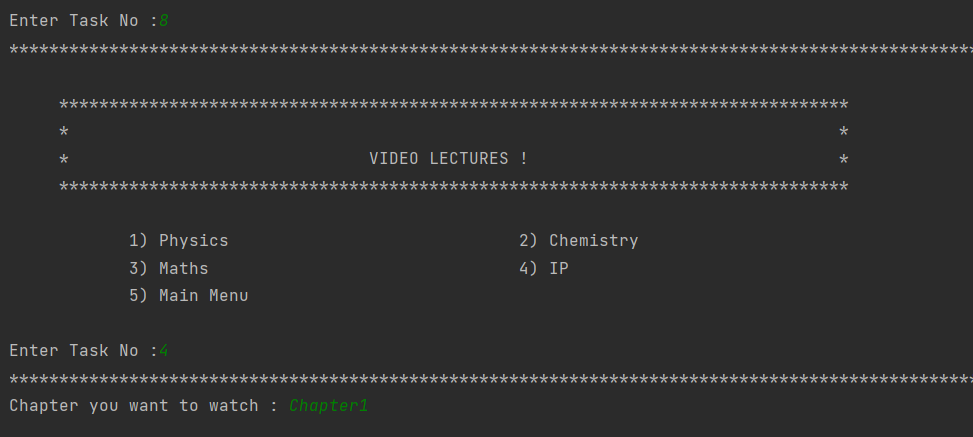 Enter Task No :8
*************************************************************************************************
*******************************************************************************
* *
* VIDEO LECTURES ! *
*******************************************************************************
1) Physics 2) Chemistry
3) Maths 4) IP
5) Main Menu
Enter Task No :4
*************************************************************************************************
Chapter you want to watch : Chapter1